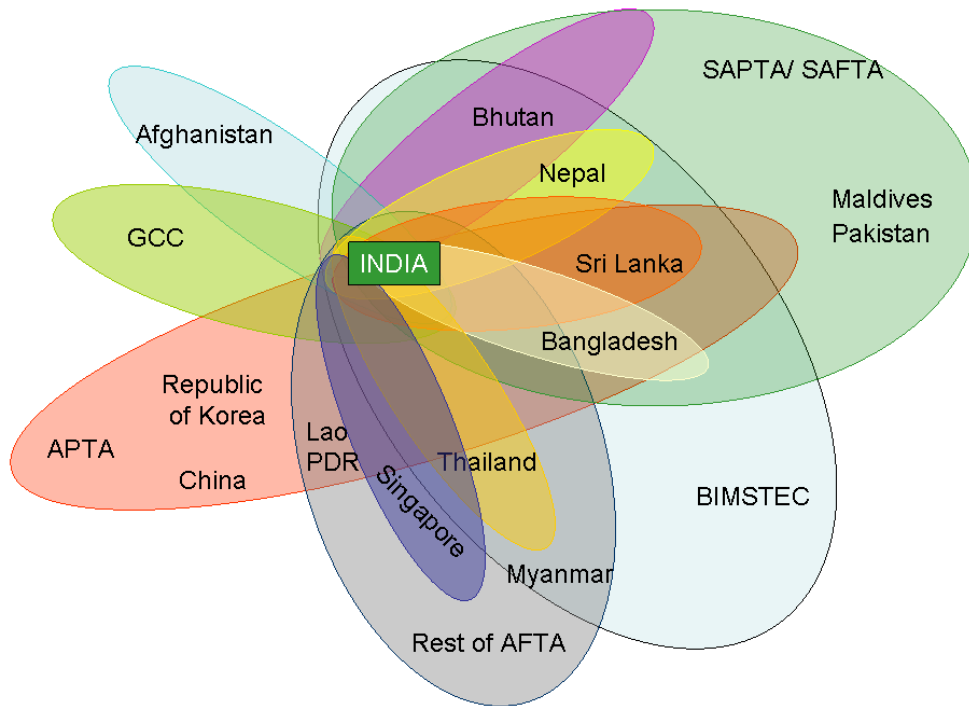 SAPTA/ SAFTA
Bhutan
Afghanistan
Nepal
Maldives
Pakistan
GCC
INDIA
Sri Lanka
Bangladesh
Republic
of Korea
Lao
PDR
APTA
China
Thailand
Singapore
BIMSTEC
Myanmar
Rest of AFTA